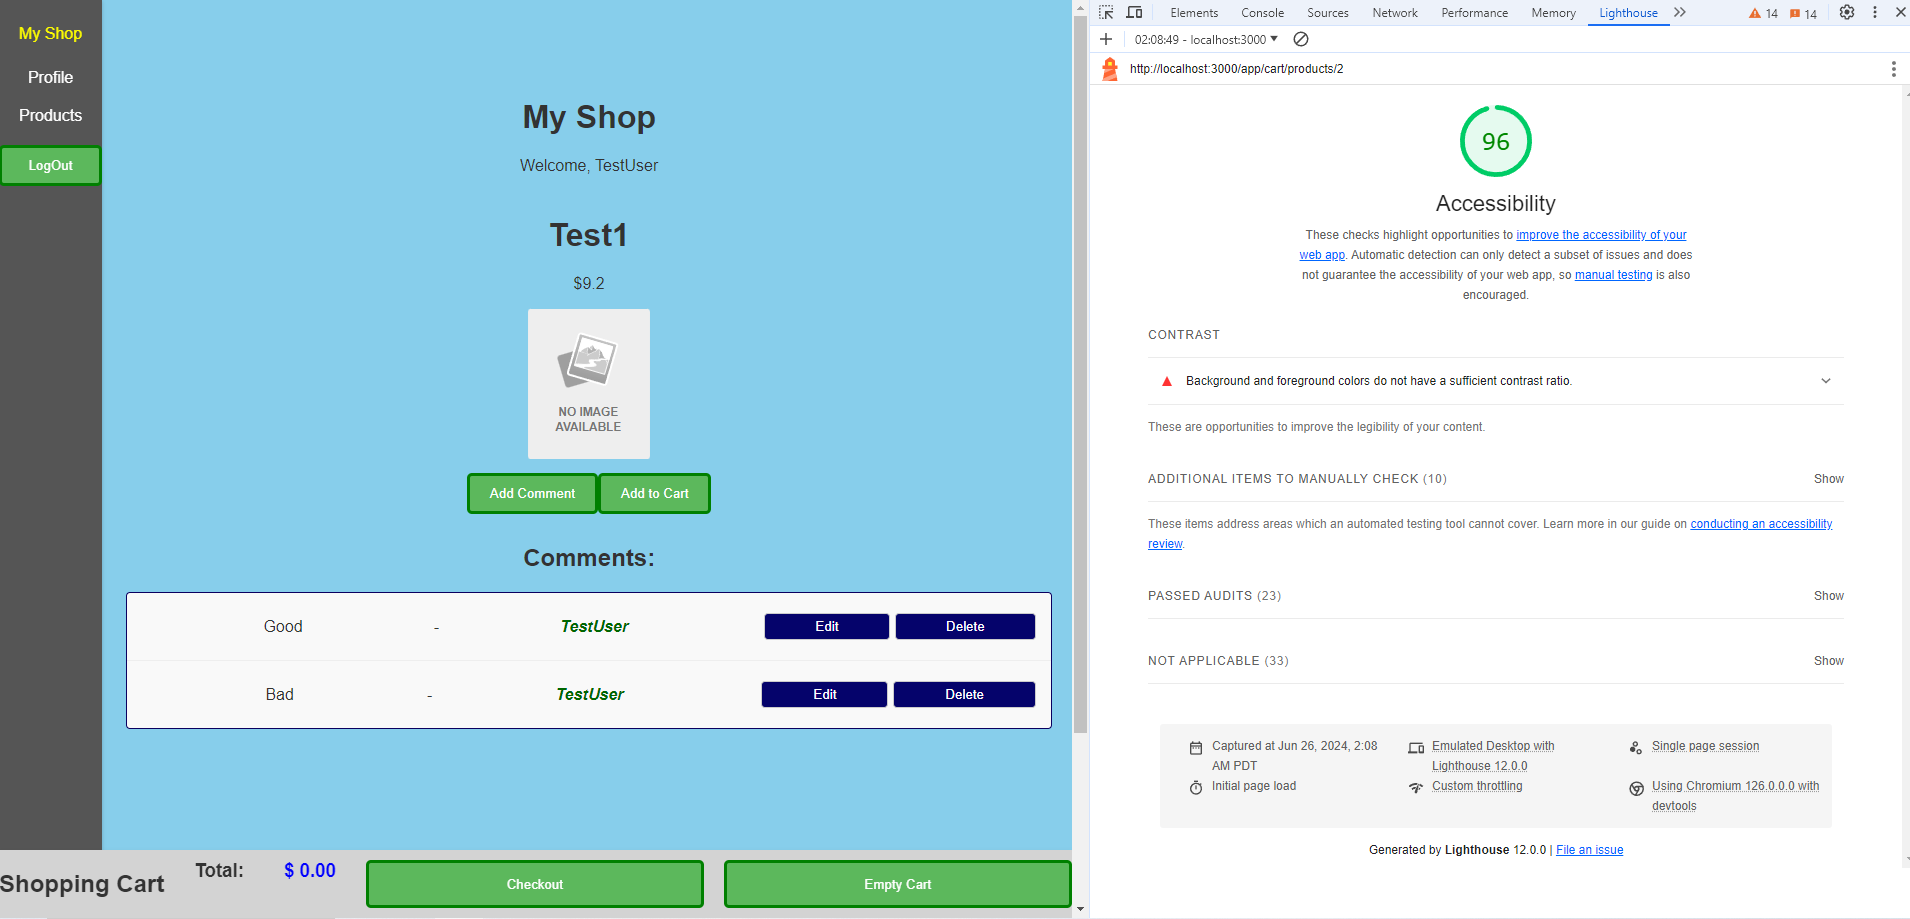 My Shop
Profile
Products
LogOut
My Shop
Welcome, TestUser
Test1
$9.2
NO IMAGE
AVAILABLE
Add Comment
Add to Cart
Comments:
Good - TestUser Edit Delete
Bad - TestUser Edit Delete
Shopping Cart Total: $ 0.00 Checkout Empty Cart
Elements Console Sources Network Performance Memory Lighthouse 14 14
02:08:49 - localhost:3000
http://localhost:3000/app/cart/products/2
96
Accessibility
These checks highlight opportunities to improve the accessibility of your
web app. Automatic detection can only detect a subset of issues and does
not guarantee the accessibility of your web app, so manual testing is also
encouraged.
CONTRAST
Background and foreground colors do not have a sufficient contrast ratio.
These are opportunities to improve the legibility of your content.
ADDITIONAL ITEMS TO MANUALLY CHECK (10) Show
These items address areas which an automated testing tool cannot cover. Learn more in our guide on conducting an accessibility
review.
PASSED AUDITS (23) Show
NOT APPLICABLE (33) Show
Captured at Jun 26, 2024, 2:08
AM PDT
Emulated Desktop with
Lighthouse 12.0.0
Single page session
Initial page load
Custom throttling
Using Chromium 126.0.0.0 with
devtools
Generated by Lighthouse 12.0.0 | File an issue